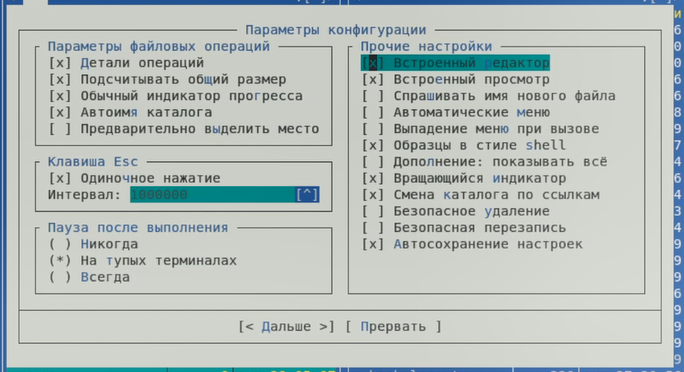 Параметры конфигурации
Параметры файловых операций
[x] Детали операций
[x] Подсчитывать общий размер
[x] Обычный индикатор прогресса
[x] Автоимя каталога
[ ] Предварительно выделить место
Клавиша Esc
[x] Одиночное нажатие
Интервал: 1000000 [^]
Пауза после выполнения
( ) Никогда
(*) На тупых терминалах
( ) Всегда
Прочие настройки
[x] Встроенный редактор
[x] Встроенный просмотр
[ ] Спрашивать имя нового файла
[ ] Автоматические меню
[ ] Выпадение меню при вызове
[x] Образцы в стиле shell
[ ] Дополнение: показывать всё
[x] Вращающийся индикатор
[x] Смена каталога по ссылкам
[ ] Безопасное удаление
[ ] Безопасная перезапись
[x] Автосохранение настроек
[< Дальше >] [ Прервать ]